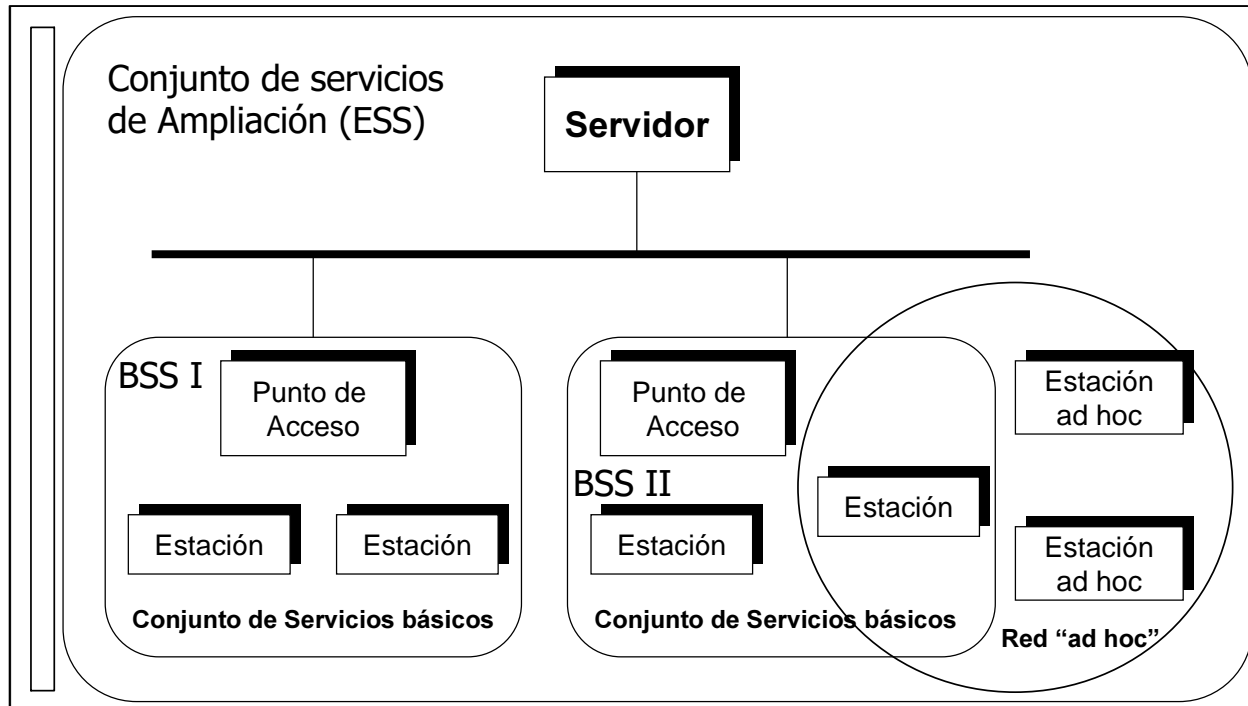 Conjunto de servicios
de Ampliación (ESS)
Servidor
BSS I
Punto de
Acceso
Estación
Estación
Conjunto de Servicios básicos
Punto de
Acceso
BSS II
Estación
Estación
Conjunto de Servicios básicos
Estación
ad hoc
Estación
ad hoc
Red “ad hoc”